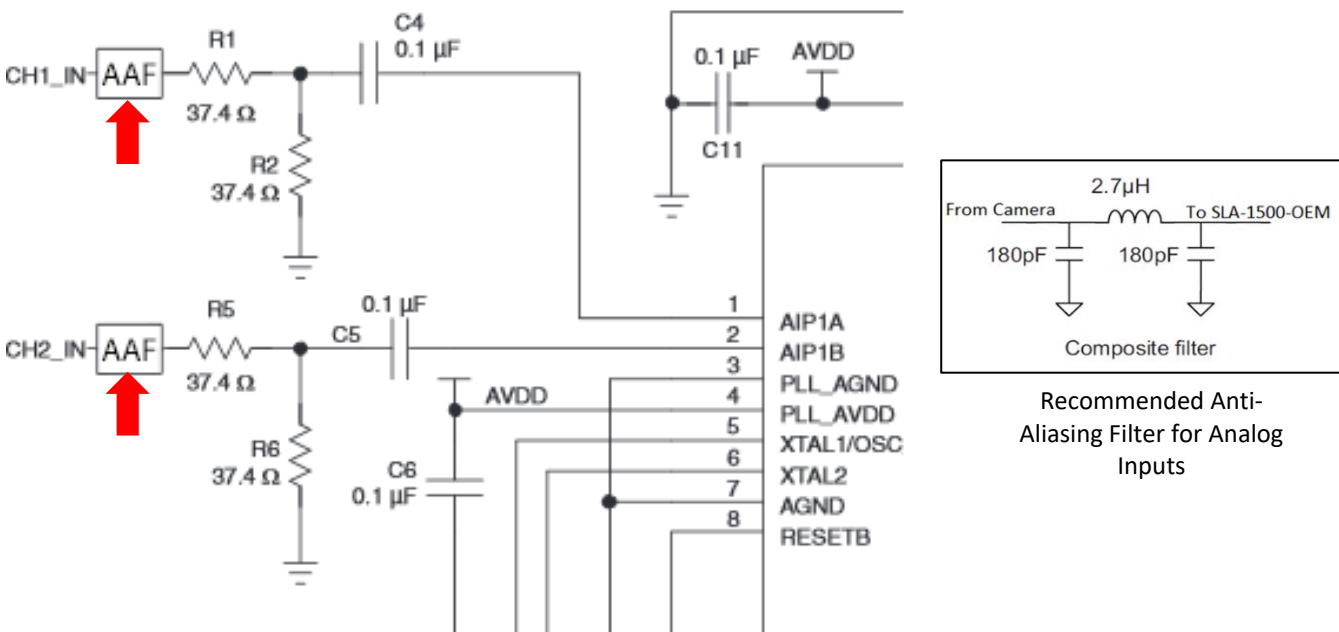 R1
C4
0.1 µF
CH1_IN
AAF
37.4 Ω
R2
37.4 Ω
0.1 µF
AVDD
C11
R5
0.1 µF
C5
CH2_IN
AAF
37.4 Ω
R6
37.4 Ω
AVDD
C6
0.1 µF
1
AIP1A
2
AIP1B
3
PLL_AGND
4
PLL_AVDD
5
XTAL1/OSC
6
XTAL2
7
AGND
8
RESETB
2.7µH
From Camera
To SLA-1500-OEM
180pF
180pF
Composite filter
Recommended Anti-
Aliasing Filter for Analog
Inputs